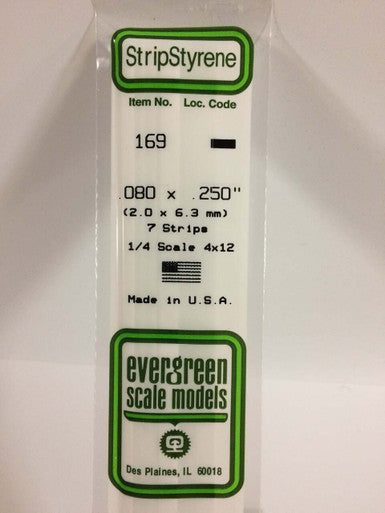 StripStyrene
Item No. Loc. Code
169
.080 x .250"
(2.0 x 6.3 mm)
7 Strips
1/4 Scale 4x12
Made in U.S.A.
evergreen
scale models
Des Plaines, IL 60018